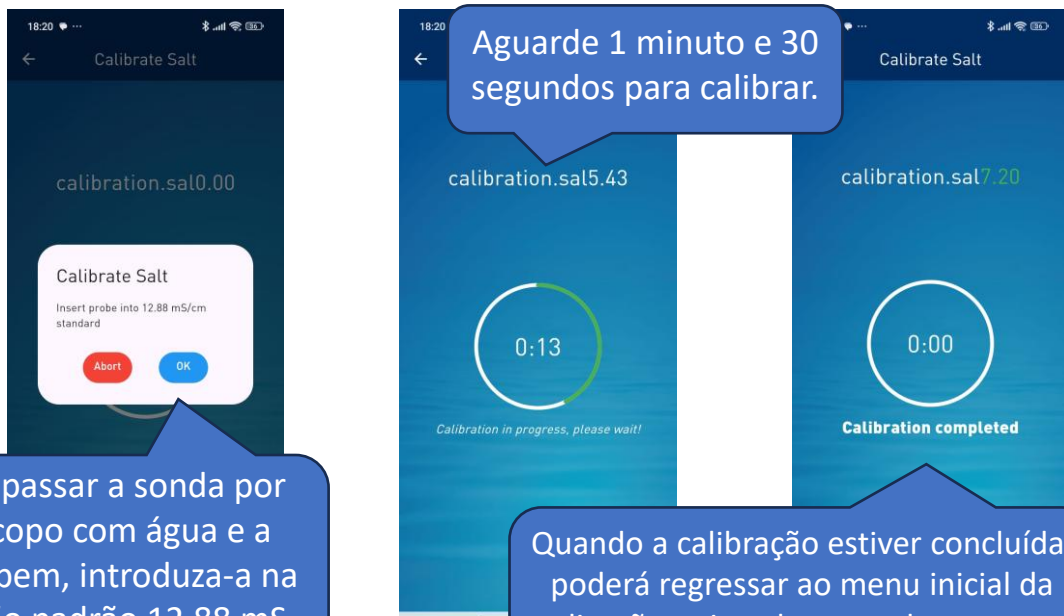 18:20
Calibrate Salt
calibration.sal0.00
Calibrate Salt
Insert probe into 12.88 mS/cm
standard
Abort
OK
passar a sonda por
copo com água e a
bem, introduza-a na
padrão 12.88 mS
18:20
Aguarde 1 minuto e 30
segundos para calibrar.
calibration.sal5.43
0:13
Calibration in progress, please wait!
Calibrate Salt
calibration.sal7.20
0:00
Calibration completed
Quando a calibração estiver concluída
poderá regressar ao menu inicial da